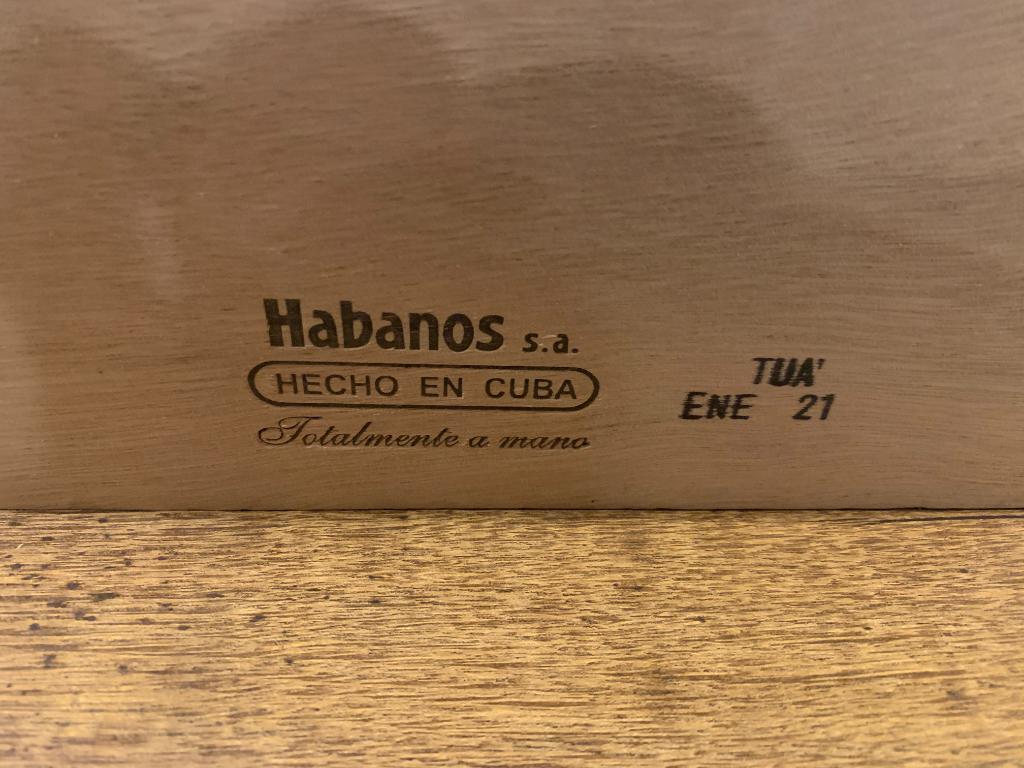 Habanos s.a.
HECHO EN CUBA
Totalmente a mano
TUA'
ENE 21